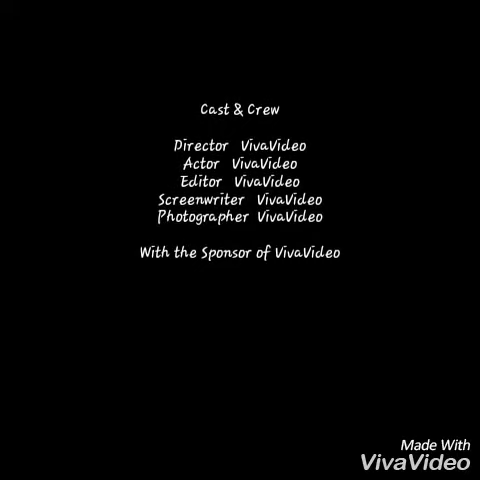 Cast & Crew
Director VivaVideo
Actor VivaVideo
Editor VivaVideo
Screenwriter VivaVideo
Photographer VivaVideo
With the Sponsor of VivaVideo
Made With
VivaVideo